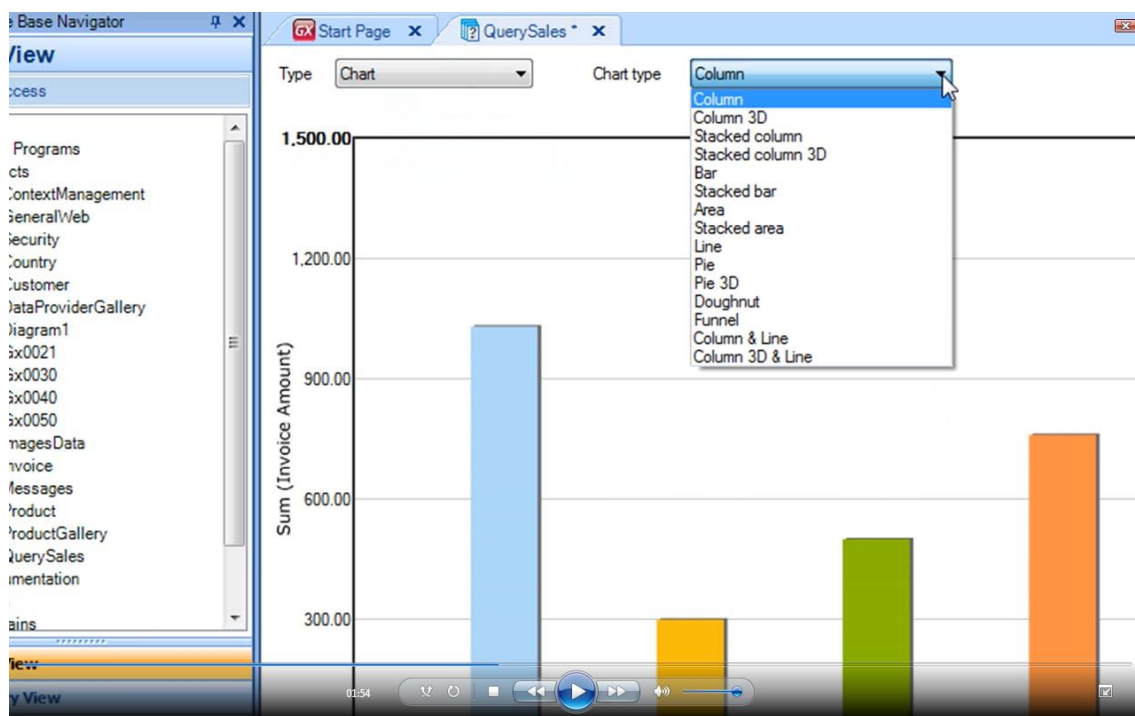 Base Navigator
View
Start Page
QuerySales *
Type
Chart
Chart type
Column
Column
Column 3D
Stacked column
Stacked column 3D
Bar
Stacked bar
Area
Stacked area
Line
Pie
Pie 3D
Doughnut
Funnel
Column & Line
Column 3D & Line
Programs
cts
ContextManagement
GeneralWeb
Security
Country
Customer
DataProviderGallery
Diagram1
Gx0021
Gx0030
Gx0040
Gx0050
magesData
nvoice
Messages
Product
ProductGallery
QuerySales
umentation
ains
View
y View
1,500.00
1,200.00
900.00
600.00
300.00
Sum (Invoice Amount)
01:54